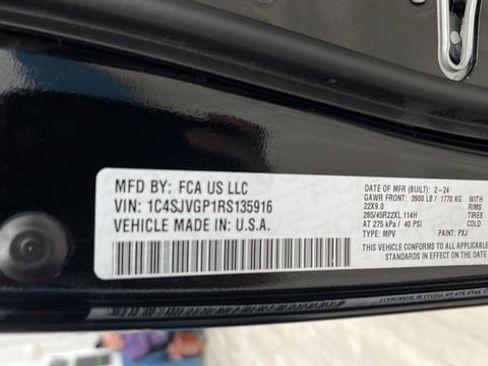 MFD BY: FCA US LLC
VIN: 1C4SJVGP1RS135916
VEHICLE MADE IN: U.S.A.
DATE OF MFR (BUILT): 2-24
GAWR FRONT: 3900 LB / 1770 KG
22X9.0 RIMS
285/45R22XL 114H TIRES
AT 275 kPa / 40 PSI COLD
TYPE: MPV PAINT: PXJ
THIS VEHICLE CONFORMS TO ALL APPLICABLE
STANDARDS IN EFFECT ON THE DATE